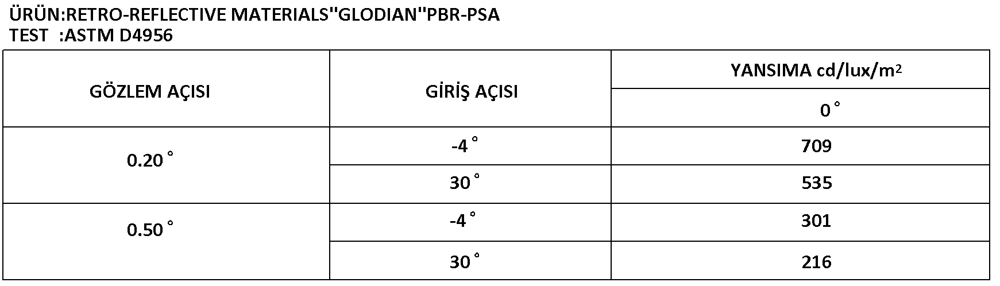 ÜRÜN:RETRO-REFLECTIVE MATERIALS"GLODIAN"PBR-PSA
TEST :ASTM D4956
GÖZLEM AÇISI
GİRİŞ AÇISI
YANSIMA cd/lux/m²
0°
0.20°
-4°
709
30°
535
0.50°
-4°
301
30°
216